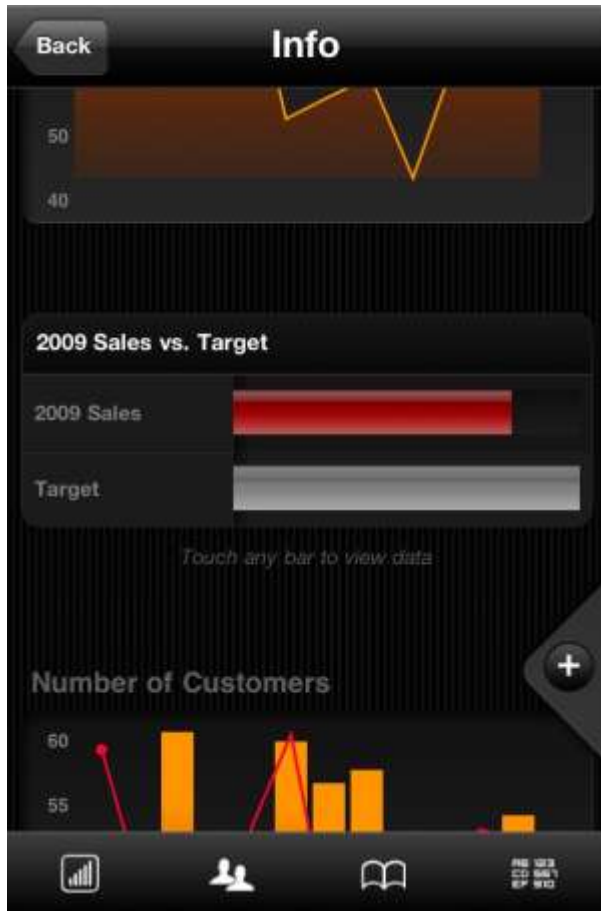 Back
Info
50
40
2009 Sales vs. Target
2009 Sales
Target
Touch any bar to view data
Number of Customers
60
55